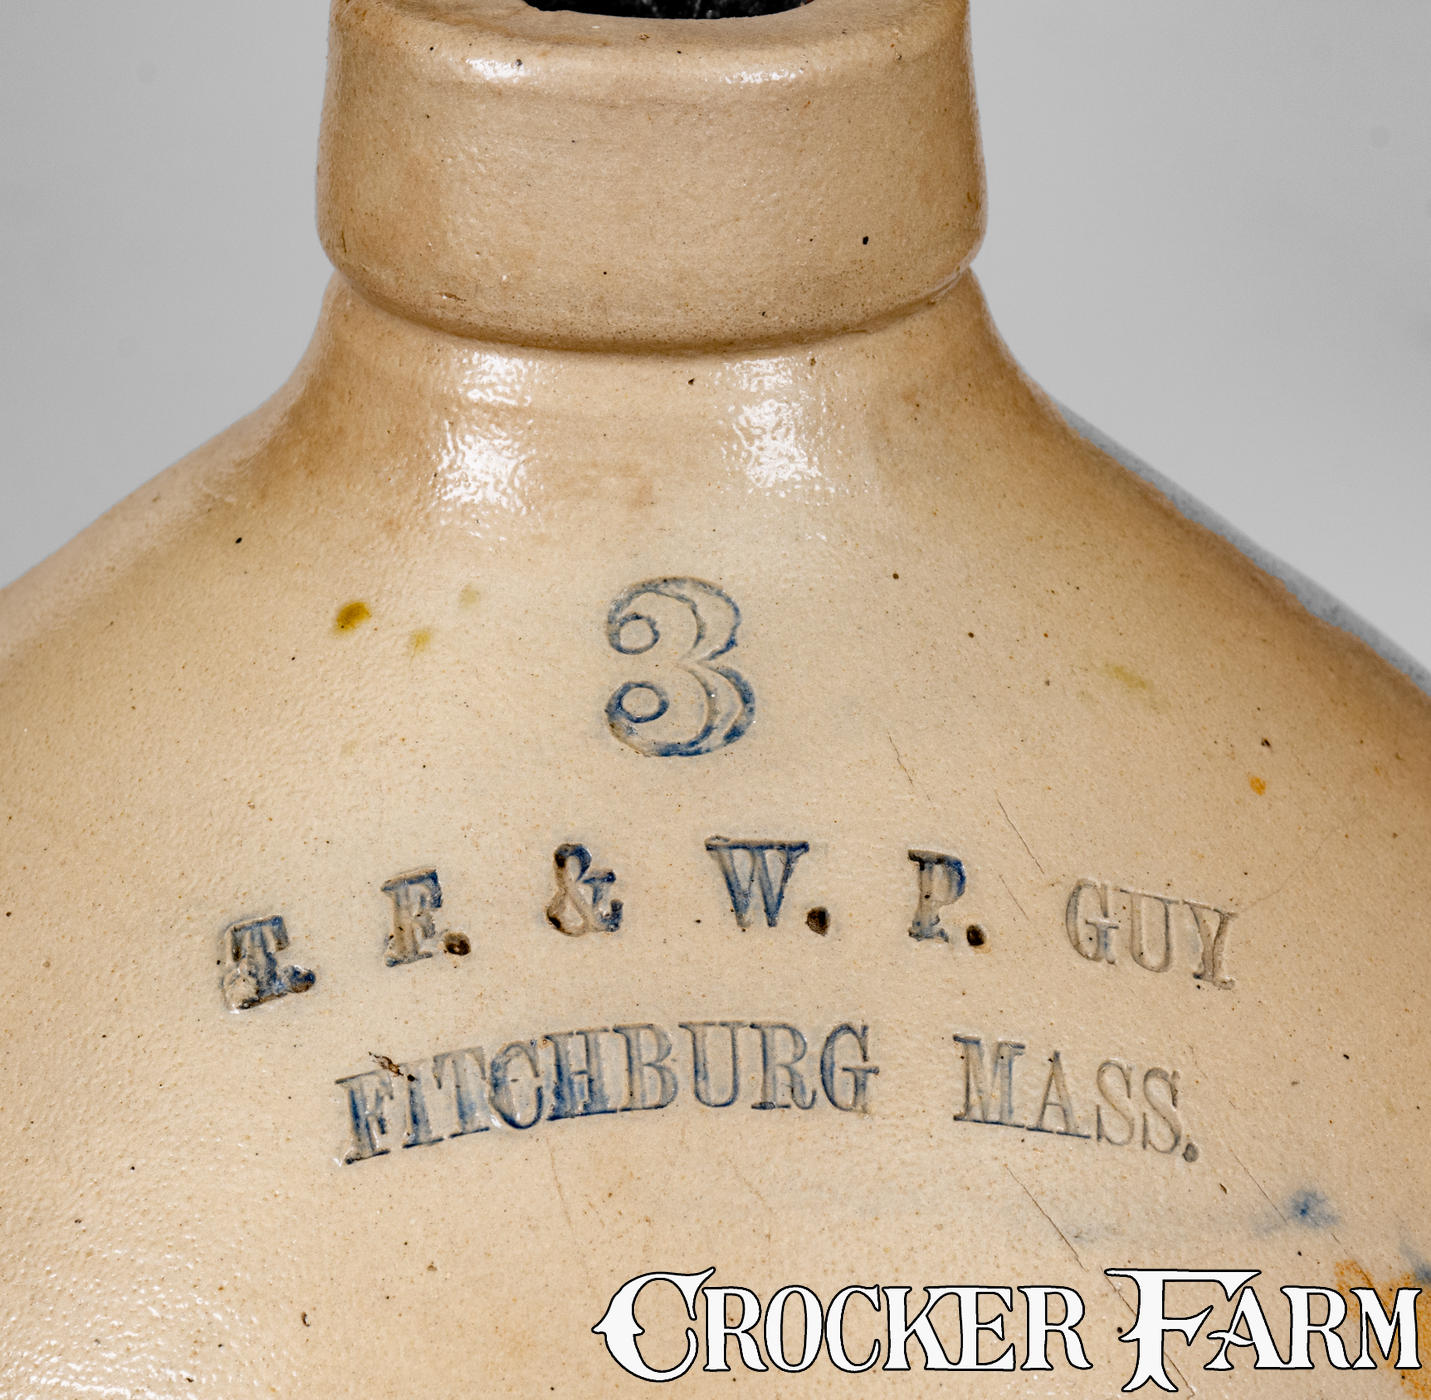 3
T. F. & W. P. GUY
FITCHBURG MASS.
CROCKER FARM